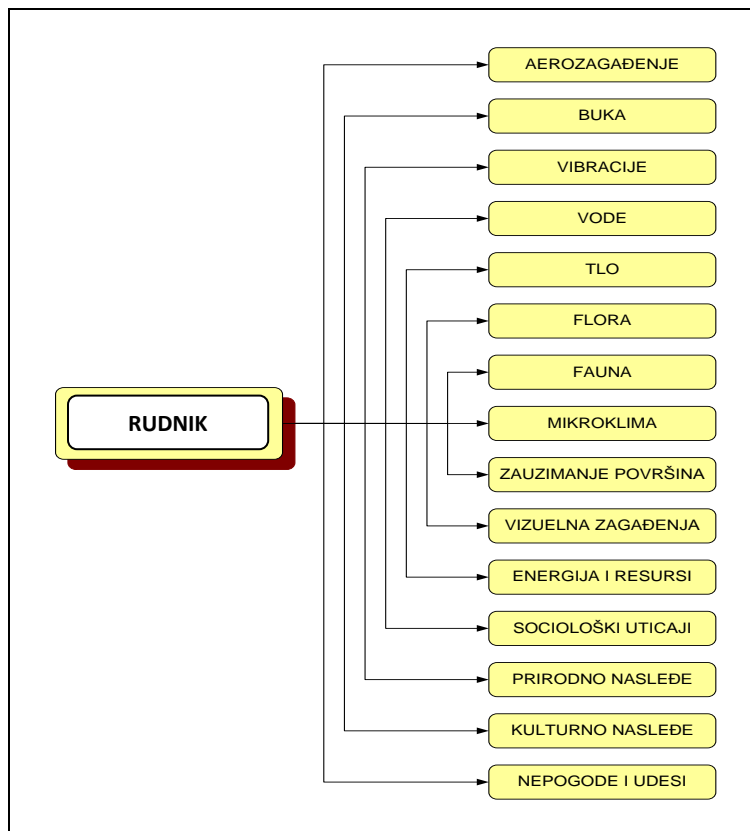 AEROZAGAĐENJE
BUKA
VIBRACIJE
VODE
TLO
FLORA
FAUNA
RUDNIK
MIKROKLIMA
ZAUZIMANJE POVRŠINA
VIZUELNA ZAGAĐENJA
ENERGIJA I RESURSI
SOCIOLOŠKI UTICAJI
PRIRODNO NASLEĐE
KULTURNO NASLEĐE
NEPOGODE I UDESI